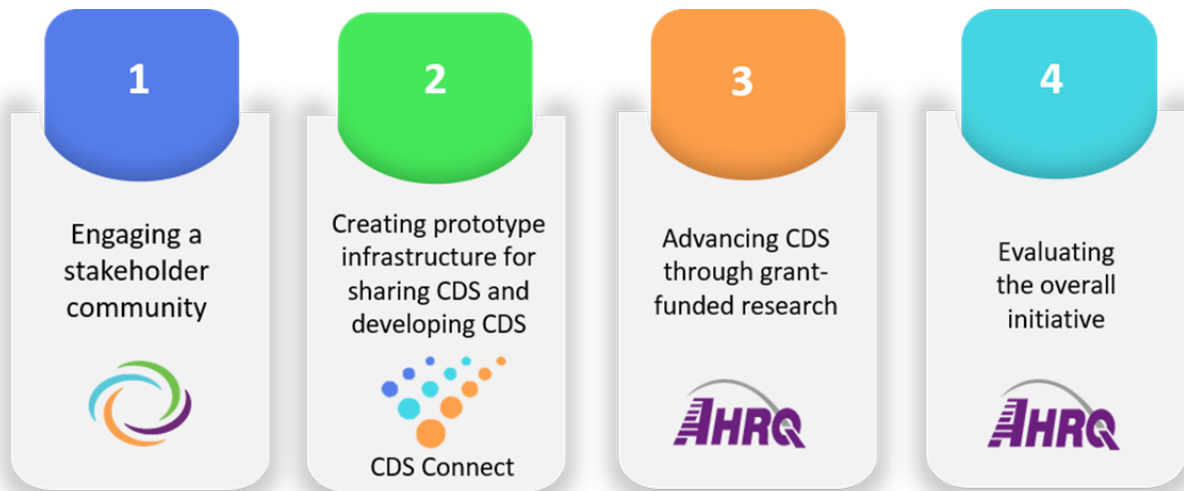 1
Engaging a
stakeholder
community
2
Creating prototype
infrastructure for
sharing CDS and
developing CDS
CDS Connect
3
Advancing CDS
through grant-
funded research
AHRQ
4
Evaluating
the overall
initiative
AHRQ